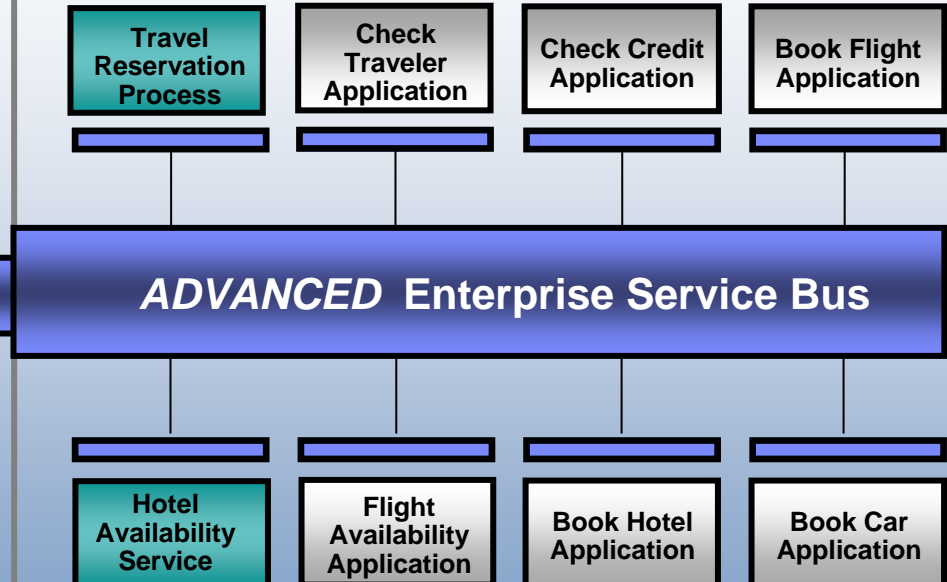 Travel
Reservation
Process
Check
Traveler
Application
Check Credit
Application
Book Flight
Application
ADVANCED Enterprise Service Bus
Hotel
Availability
Service
Flight
Availability
Application
Book Hotel
Application
Book Car
Application